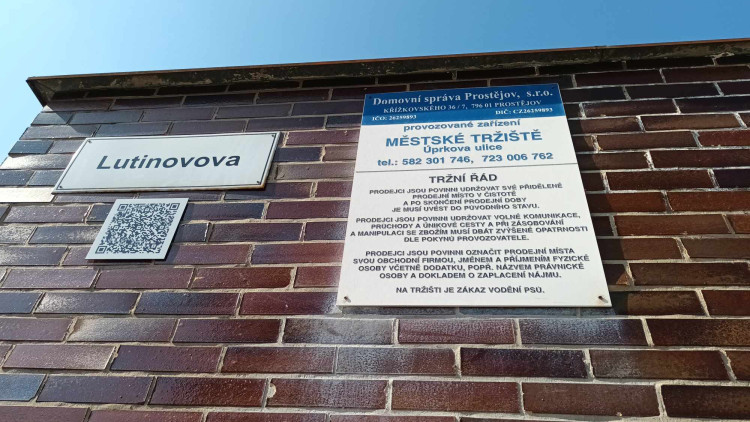 Lutinovova
Domovní správa Prostějov, s.r.o.
KŘÍŽKOVSKÉHO 36/7, 796 01 PROSTĚJOV
IČO: 26259893 DIČ: CZ26259893
provozované zařízení
MĚSTSKÉ TRŽIŠTĚ
Úprkova ulice
tel.: 582 301 746, 723 006 762
TRŽNÍ ŘÁD
PRODEJCI JSOU POVINNI UDRŽOVAT SVÉ PŘIDĚLENÉ
PRODEJNÍ MÍSTO V ČISTOTĚ
A PO SKONČENÍ PRODEJNÍ DOBY
JE MUSÍ UVÉST DO PŮVODNÍHO STAVU.
PRODEJCI JSOU POVINNI UDRŽOVAT VOLNÉ KOMUNIKACE,
PRŮCHODY A ÚNIKOVÉ CESTY A PŘI ZÁSOBOVÁNÍ
A MANIPULACI SE ZBOŽÍM MUSÍ DBÁT ZVÝŠENÉ OPATRNOSTI
DLE POKYNŮ PROVOZOVATELE.
PRODEJCI JSOU POVINNI OZNAČIT PRODEJNÍ MÍSTA
SVOU OBCHODNÍ FIRMOU, JMÉNEM A PŘÍJMENÍM FYZICKÉ
OSOBY VČETNĚ DODATKU, POPŘ. NÁZVEM PRÁVNICKÉ
OSOBY A DOKLADEM O ZAPLACENÍ NÁJMU.
NA TRŽIŠTI JE ZÁKAZ VODĚNÍ PSŮ.